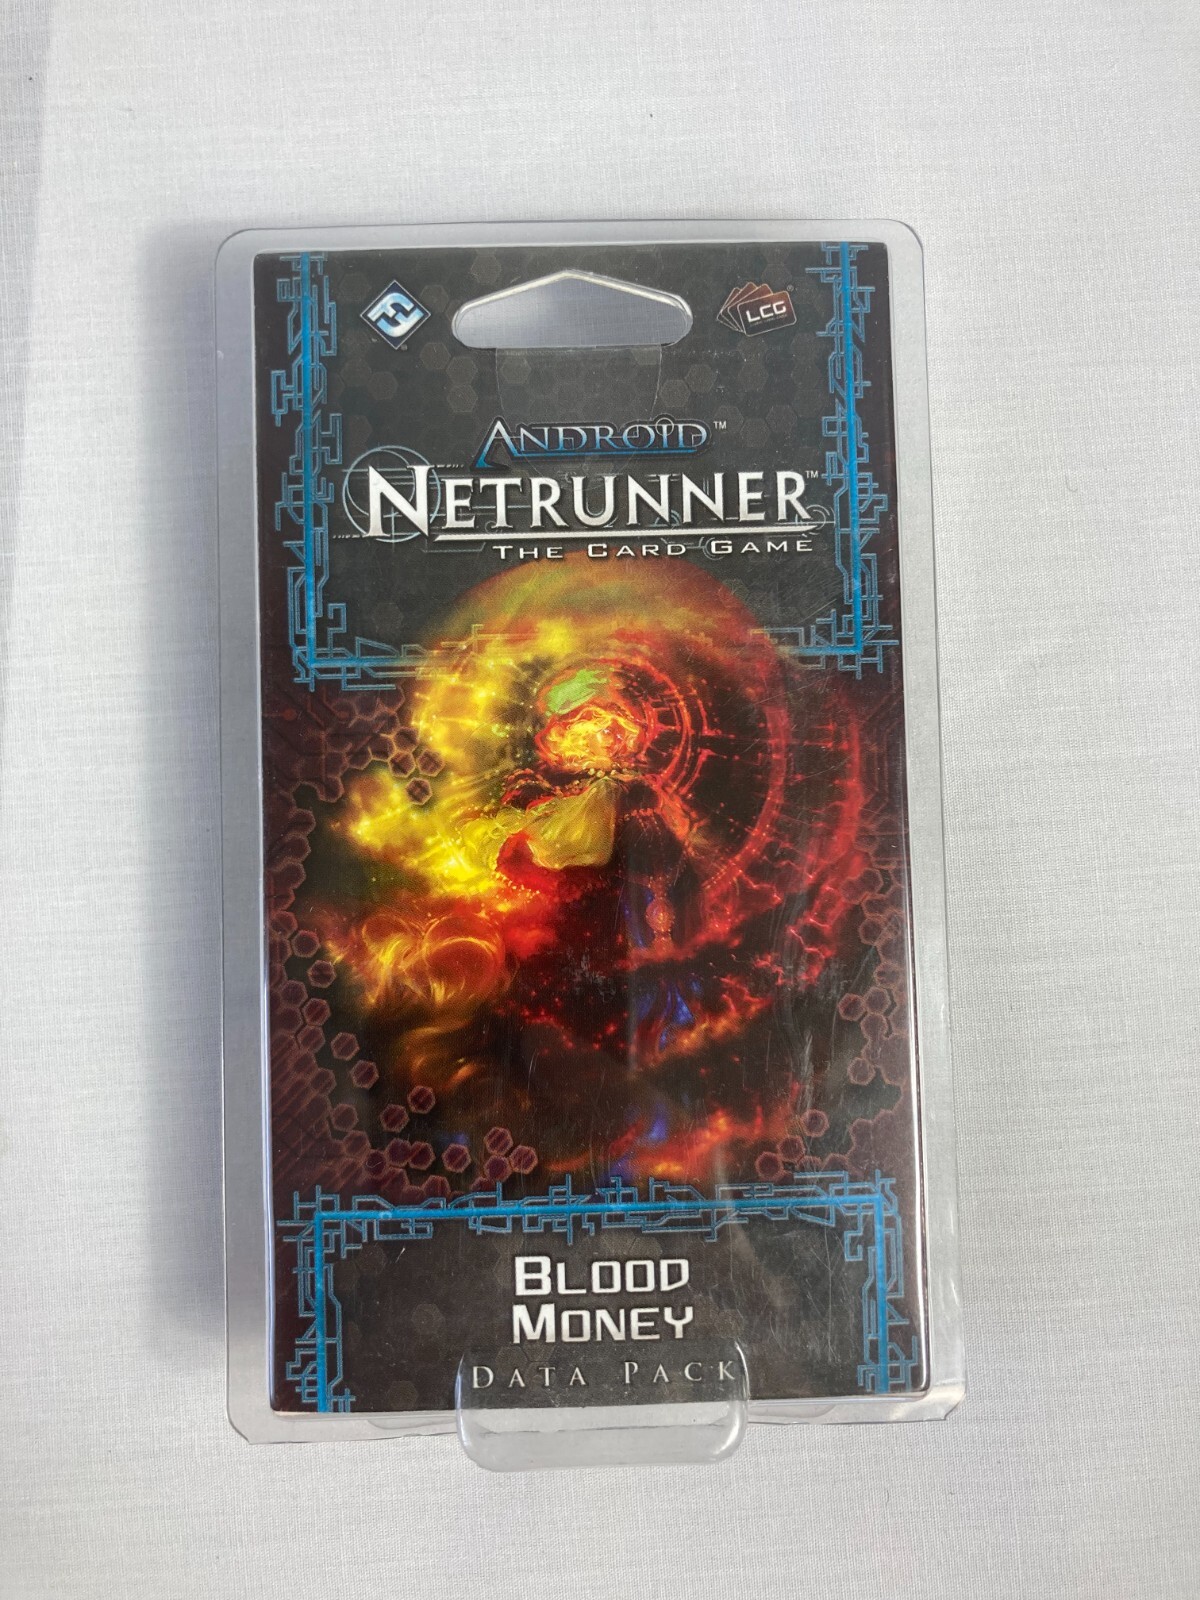 LCG
ANDROID™
NETRUNNER™
THE CARD GAME
BLOOD
MONEY
DATA PACK